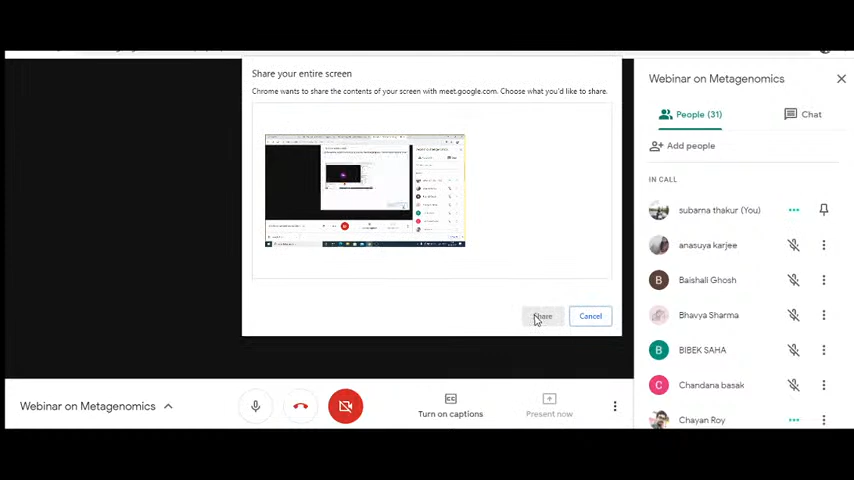 Share your entire screen
Chrome wants to share the contents of your screen with meet.google.com. Choose what you'd like to share.
Share
Cancel
Webinar on Metagenomics
People (31)
Chat
Add people
IN CALL
subarna thakur (You)
anasuya karjee
B
Baishali Ghosh
Bhavya Sharma
B
BIBEK SAHA
C
Chandana basak
Chayan Roy
Webinar on Metagenomics
CC
Turn on captions
Present now